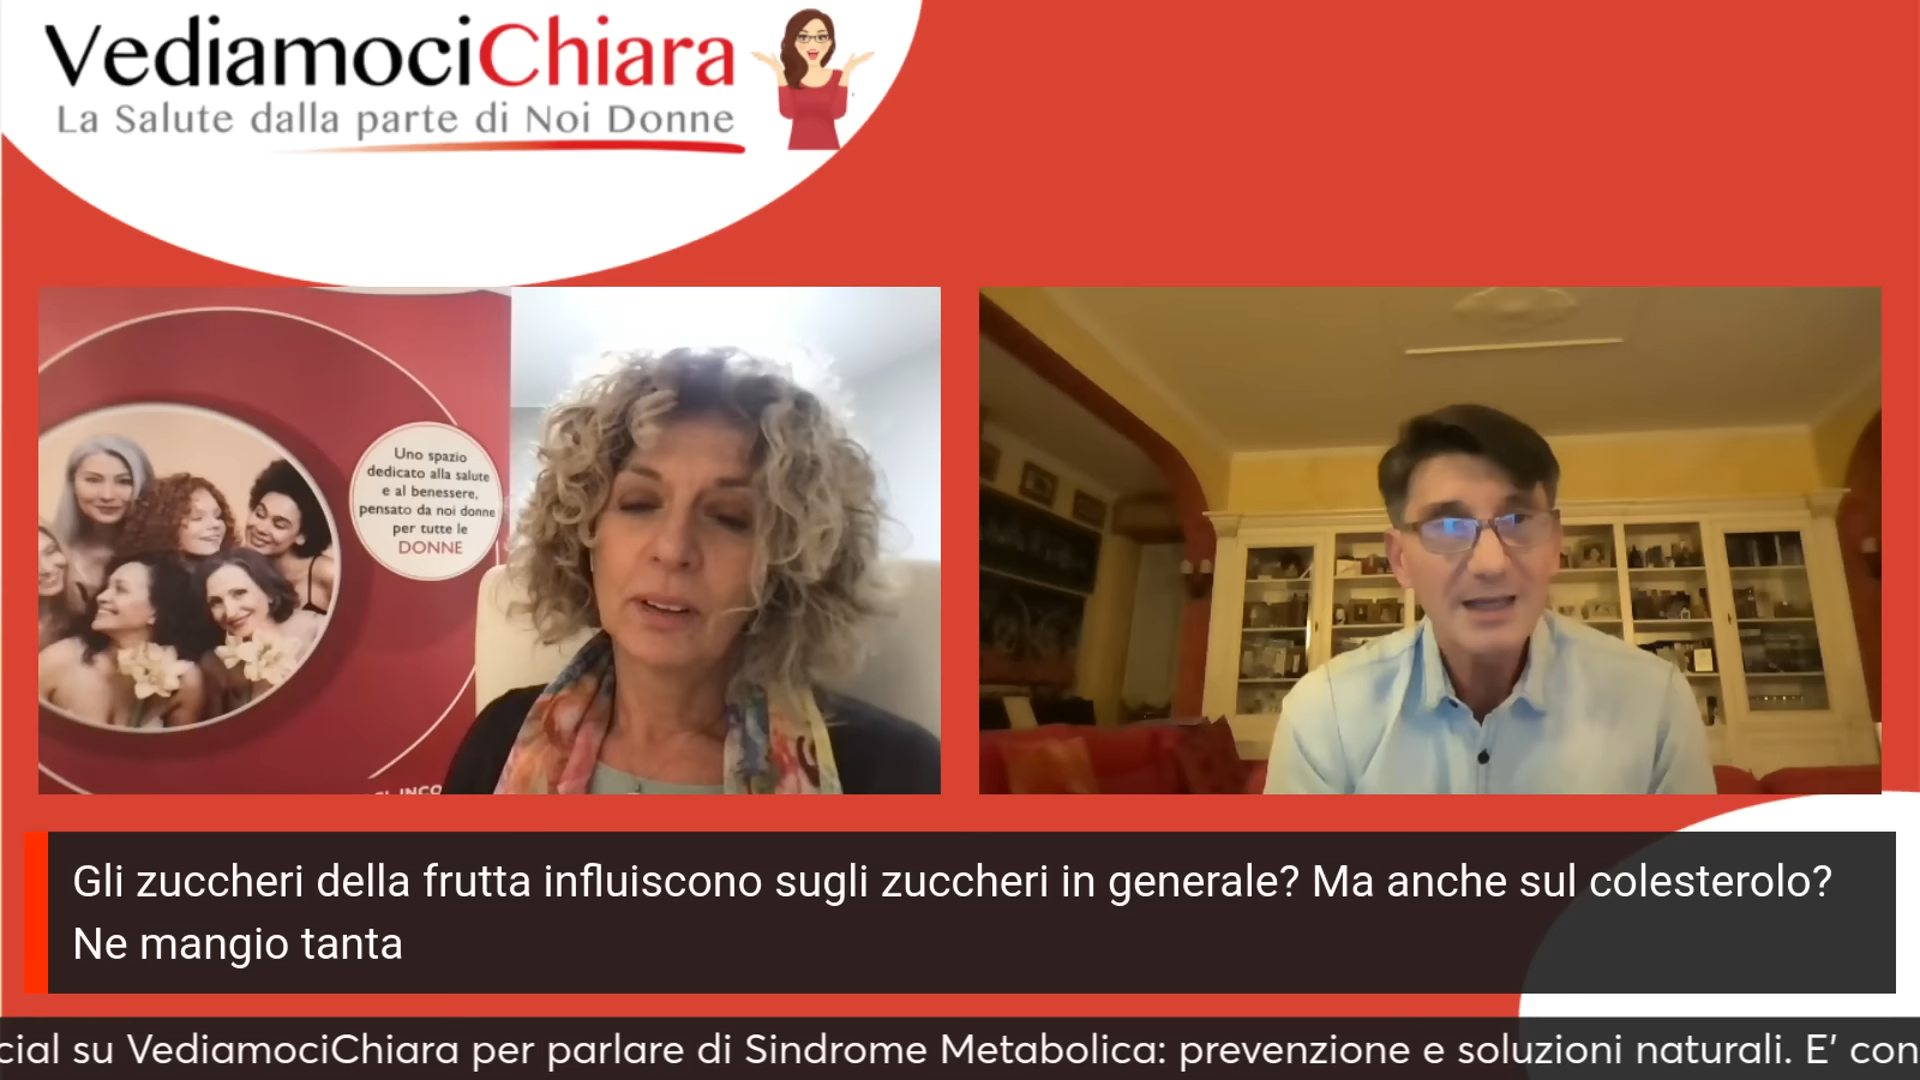 VediamociChiara
La Salute dalla parte di Noi Donne
Uno spazio
dedicato alla salute
e al benessere,
pensato da noi donne
per tutte le
DONNE
INCO
Gli zuccheri della frutta influiscono sugli zuccheri in generale? Ma anche sul colesterolo?
Ne mangio tanta
cial su VediamociChiara per parlare di Sindrome Metabolica: prevenzione e soluzioni naturali. E' con